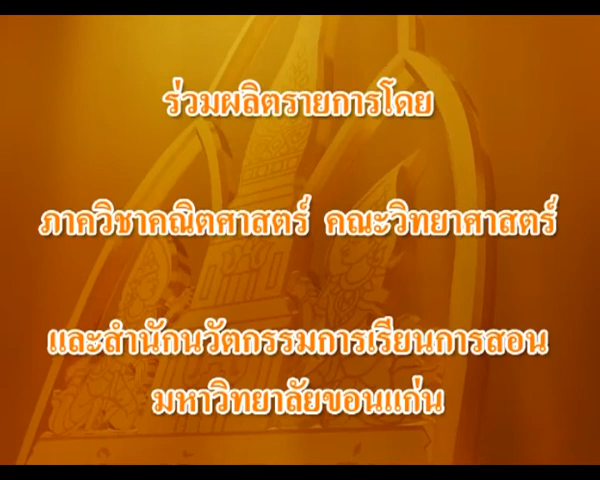 ร่วมผลิตรายการโดย
ภาควิชาคณิตศาสตร์ คณะวิทยาศาสตร์
และสำนักนวัตกรรมการเรียนการสอน
มหาวิทยาลัยขอนแก่น